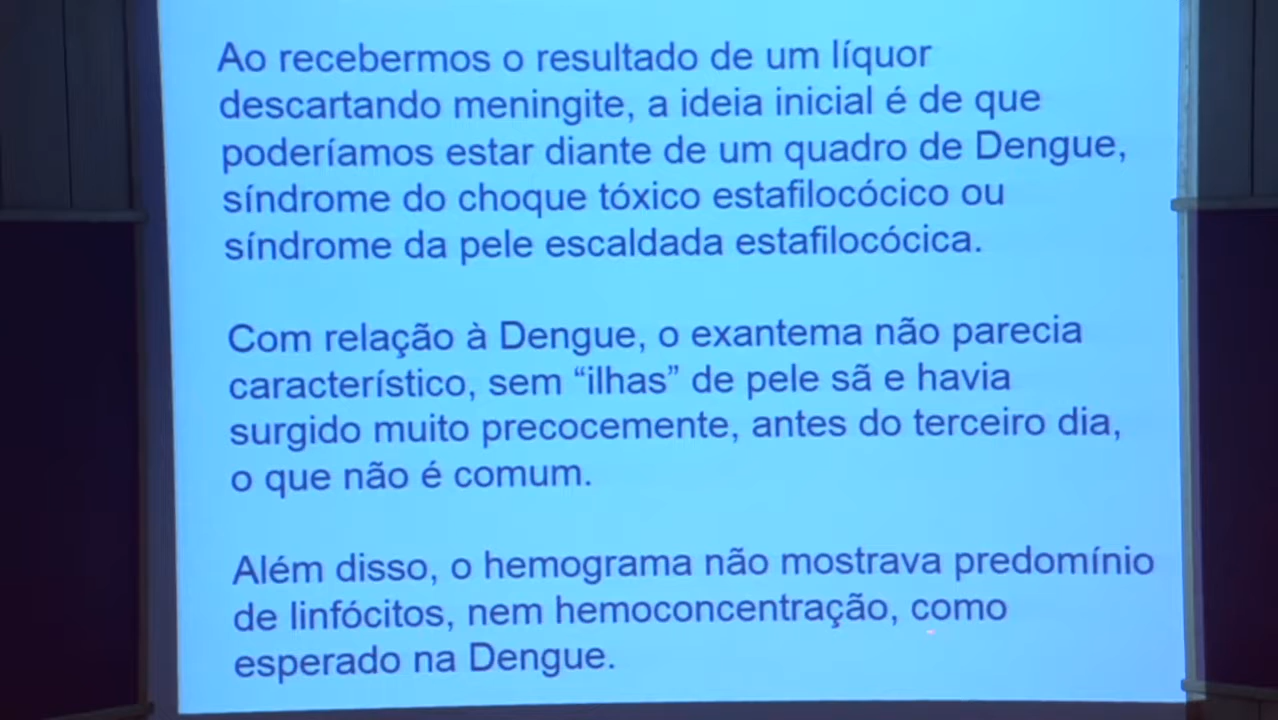 Ao recebermos o resultado de um líquor
descartando meningite, a ideia inicial é de que
poderíamos estar diante de um quadro de Dengue,
síndrome do choque tóxico estafilocócico ou
síndrome da pele escaldada estafilocócica.
Com relação à Dengue, o exantema não parecia
característico, sem “ilhas” de pele sã e havia
surgido muito precocemente, antes do terceiro dia,
o que não é comum.
Além disso, o hemograma não mostrava predomínio
de linfócitos, nem hemoconcentração, como
esperado na Dengue.